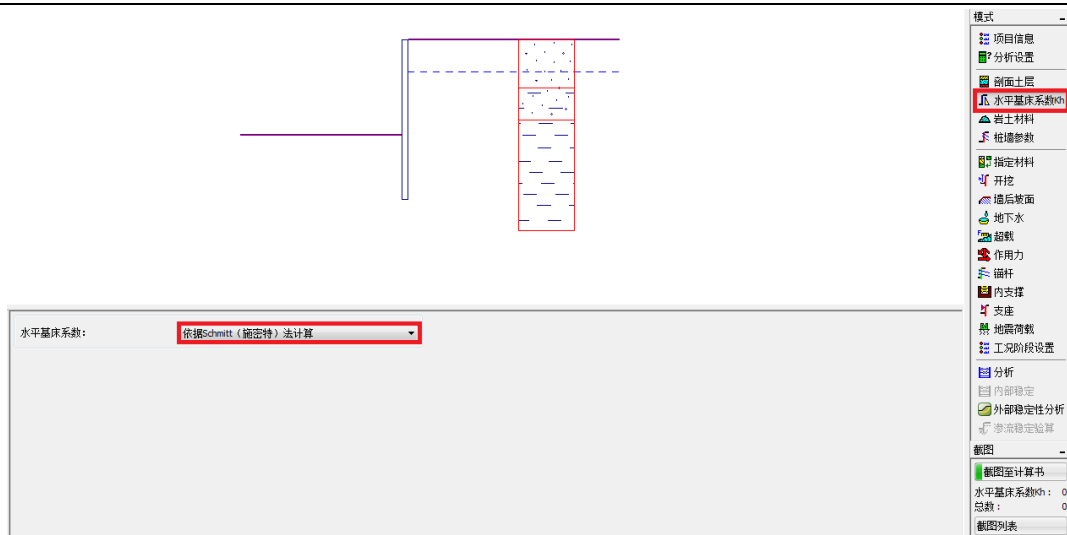 模式
项目信息
分析设置
剖面土层
水平基床系数Kh
岩土材料
桩墙参数
指定材料
开挖
墙后坡面
地下水
超载
作用力
锚杆
内支撑
支座
地震荷载
工况阶段设置
分析
内部稳定
外部稳定性分析
渗流稳定验算
截图
截图至计算书
水平基床系数Kh： 0
总数： 0
截图列表
水平基床系数： 依据Schmitt（施密特）法计算